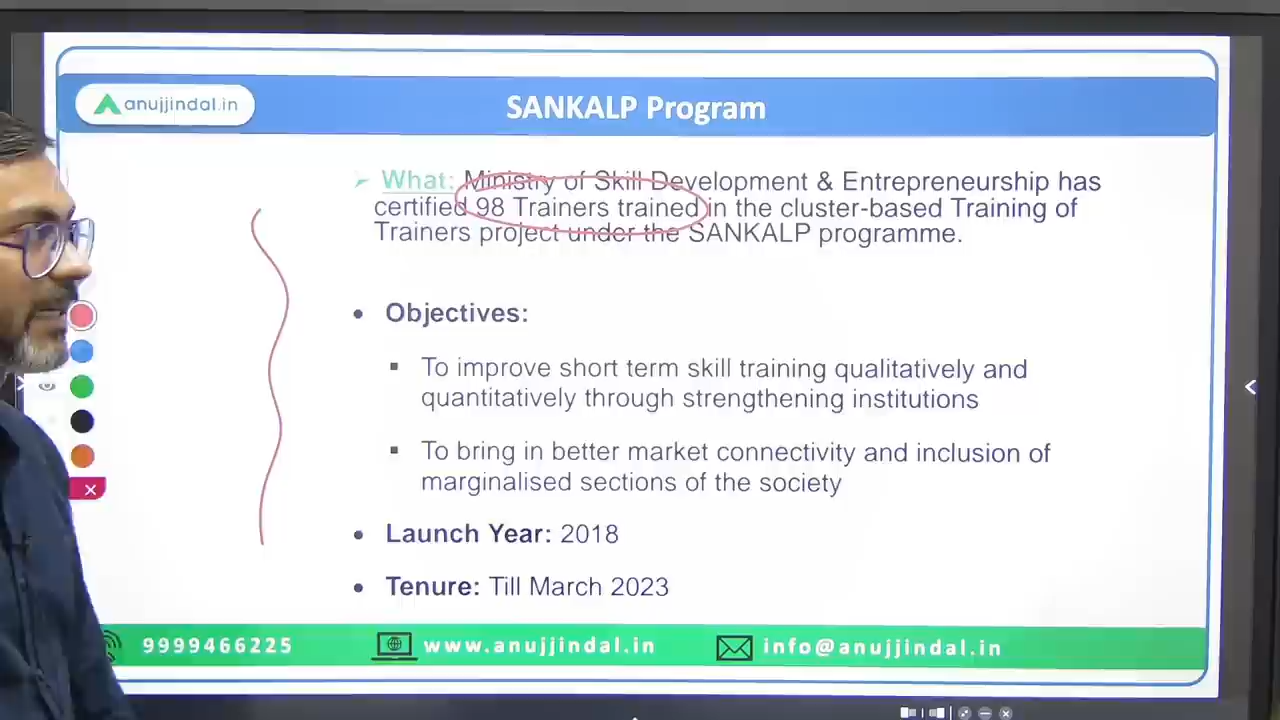 anujjindal.in
SANKALP Program
What: Ministry of Skill Development & Entrepreneurship has
certified 98 Trainers trained in the cluster-based Training of
Trainers project under the SANKALP programme.
Objectives:
To improve short term skill training qualitatively and
quantitatively through strengthening institutions
To bring in better market connectivity and inclusion of
marginalised sections of the society
Launch Year: 2018
Tenure: Till March 2023
9999466225 www.anujjindal.in info@anujjindal.in